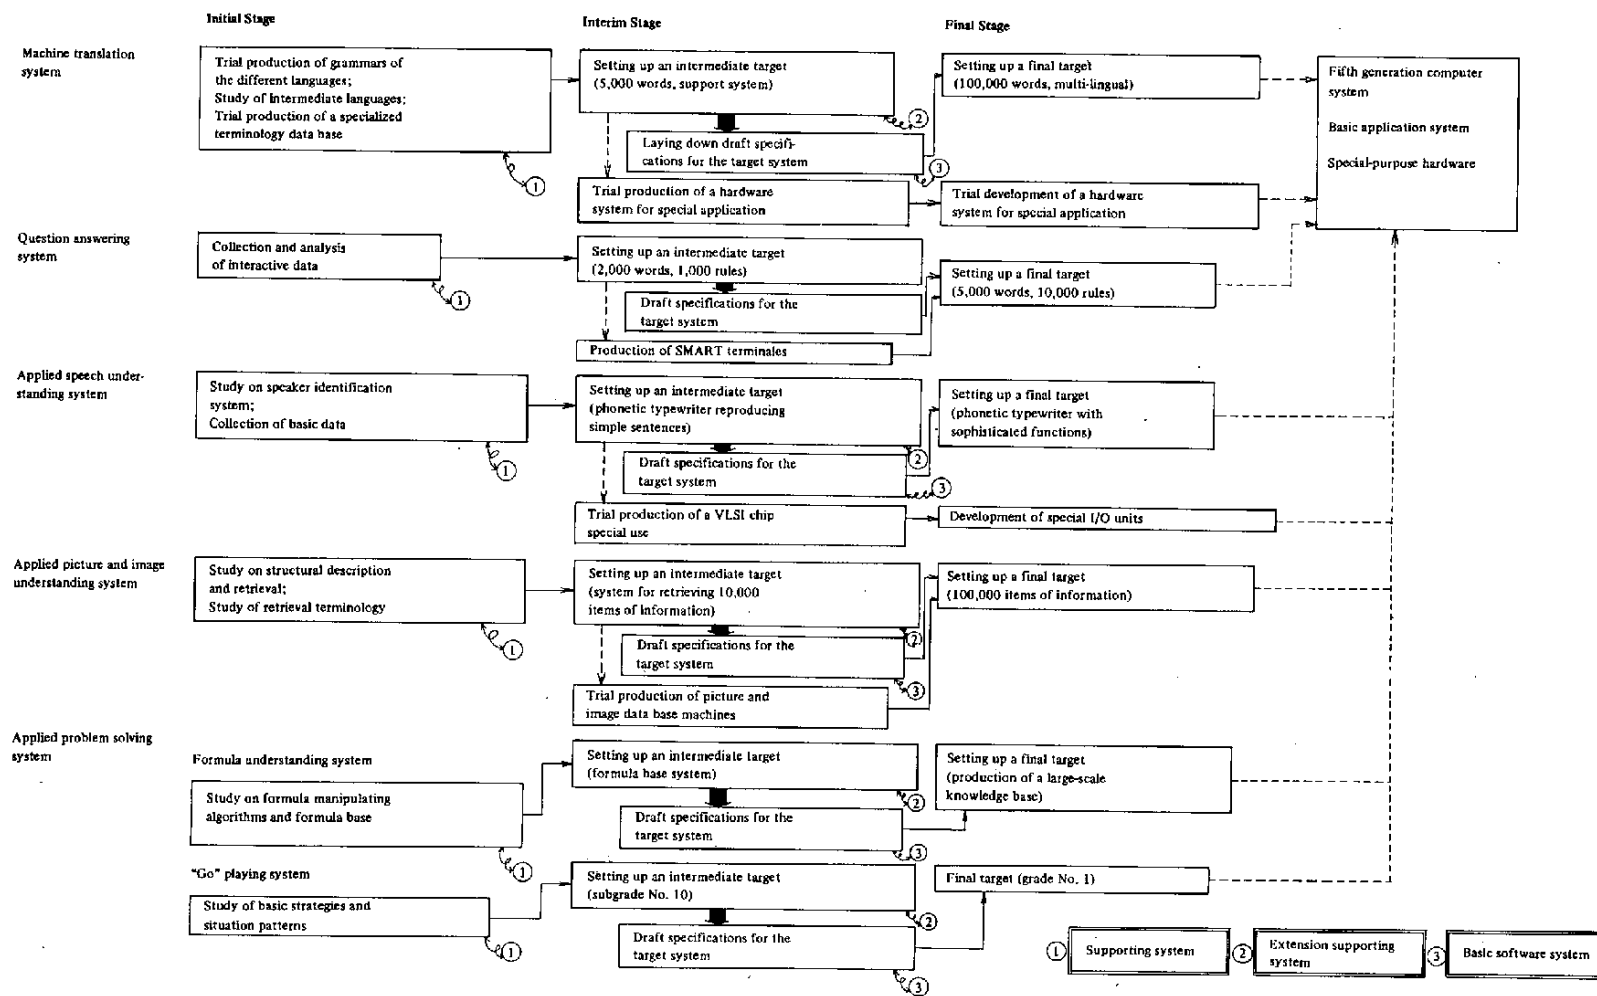 Initial Stage
Interim Stage
Final Stage
Machine translation
system
Trial production of grammars of
the different languages;
Study of intermediate languages;
Trial production of a specialized
terminology data base
1
Setting up an intermediate target
(5,000 words, support system)
2
Laying down draft specifi-
cations for the target system
3
Trial production of a hardware
system for special application
Setting up a final target
(100,000 words, multi-lingual)
Trial development of a hardware
system for special application
Fifth generation computer
system
Basic application system
Special-purpose hardware
Question answering
system
Collection and analysis
of interactive data
1
Setting up an intermediate target
(2,000 words, 1,000 rules)
Draft specifications for the
target system
Production of SMART terminales
Setting up a final target
(5,000 words, 10,000 rules)
Applied speech under-
standing system
Study on speaker identification
system;
Collection of basic data
1
Setting up an intermediate target
(phonetic typewriter reproducing
simple sentences)
2
Draft specifications for the
target system
3
Trial production of a VLSI chip
special use
Setting up a final target
(phonetic typewriter with
sophisticated functions)
Development of special I/O units
Applied picture and image
understanding system
Study on structural description
and retrieval;
Study of retrieval terminology
1
Setting up an intermediate target
(system for retrieving 10,000
items of information)
2
Draft specifications for the
target system
3
Trial production of picture and
image data base machines
Setting up a final target
(100,000 items of information)
Applied problem solving
system
Formula understanding system
Study on formula manipulating
algorithms and formula base
1
Setting up an intermediate target
(formula base system)
2
Draft specifications for the
target system
3
Setting up a final target
(production of a large-scale
knowledge base)
"Go" playing system
Study of basic strategies and
situation patterns
1
Setting up an intermediate target
(subgrade No. 10)
2
Draft specifications for the
target system
3
Final target (grade No. 1)
1 Supporting system
2 Extension supporting
system
3 Basic software system